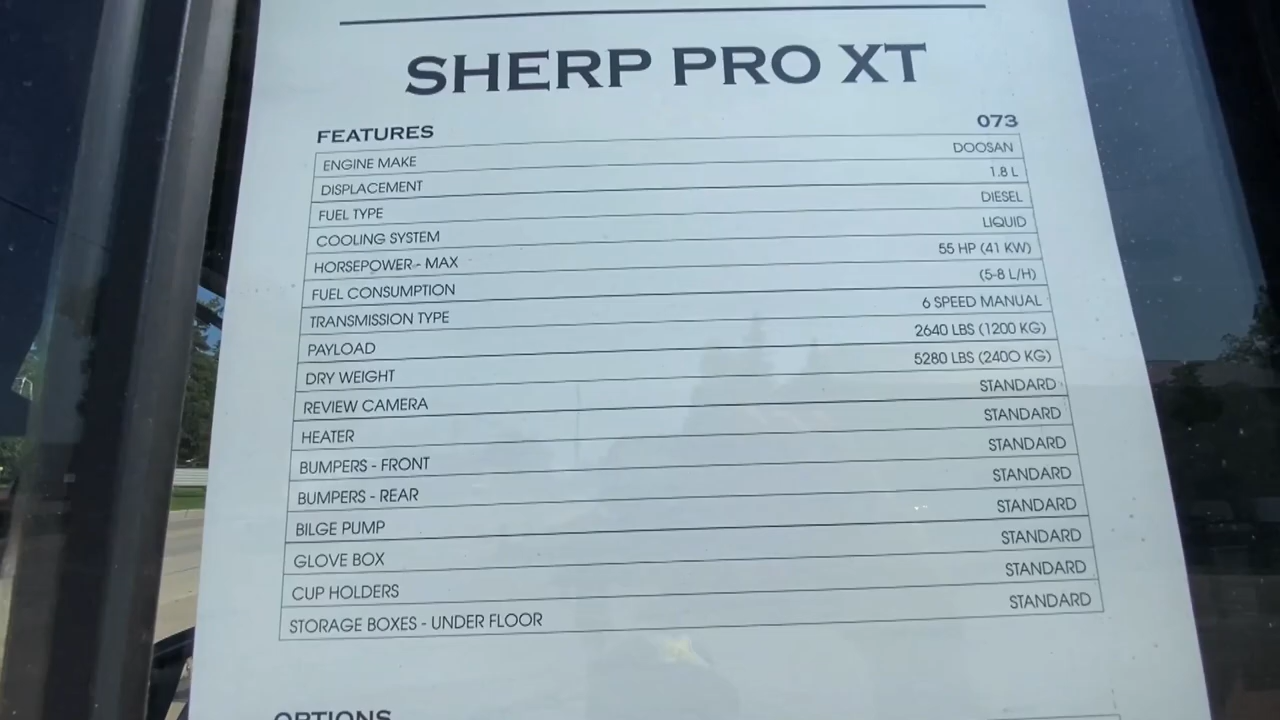 SHERP PRO XT
FEATURES 073
ENGINE MAKE DOOSAN
DISPLACEMENT 1.8 L
FUEL TYPE DIESEL
COOLING SYSTEM LIQUID
HORSEPOWER - MAX 55 HP (41 KW)
FUEL CONSUMPTION (5-8 L/H)
TRANSMISSION TYPE 6 SPEED MANUAL
PAYLOAD 2640 LBS (1200 KG)
DRY WEIGHT 5280 LBS (2400 KG)
REVIEW CAMERA STANDARD
HEATER STANDARD
BUMPERS - FRONT STANDARD
BUMPERS - REAR STANDARD
BILGE PUMP STANDARD
GLOVE BOX STANDARD
CUP HOLDERS STANDARD
STORAGE BOXES - UNDER FLOOR STANDARD
OPTIONS